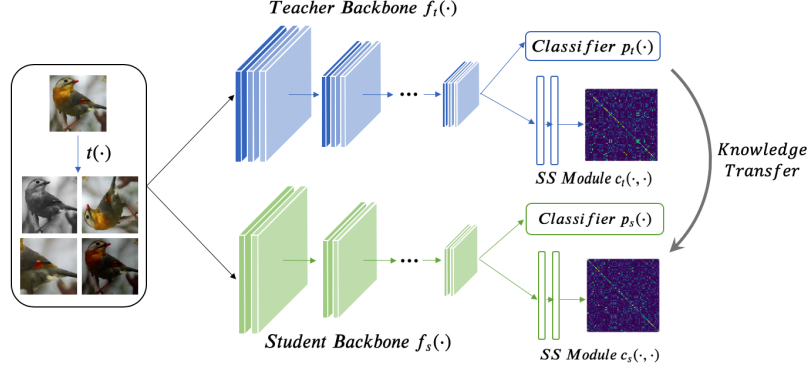 Teacher Backbone f_t(·)
Classifier p_t(·)
t(·)
SS Module c_t(·,·)
Knowledge
Transfer
Classifier p_s(·)
Student Backbone f_s(·)
SS Module c_s(·,·)